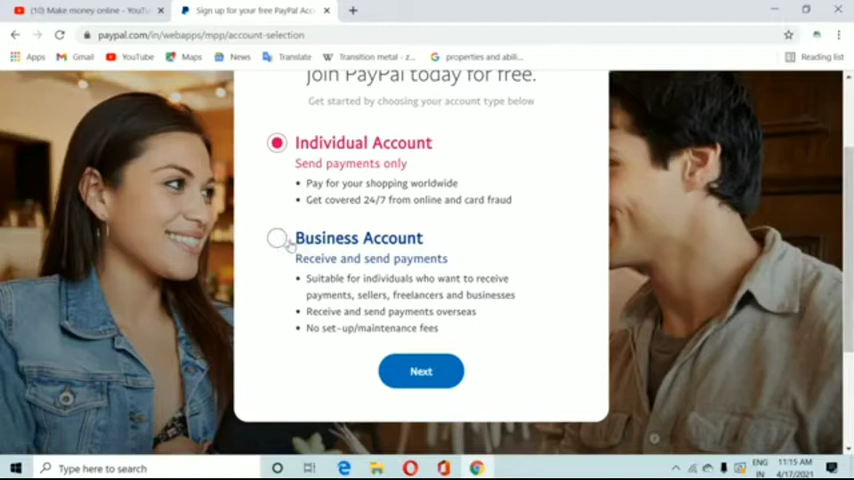 (10) Make money online - YouTu
Sign up for your free PayPal Acc
paypal.com/in/webapps/mpp/account-selection
Apps
Gmail
YouTube
Maps
News
Translate
Transition metal - z...
properties and abili...
Reading list
Join PayPal today for free.
Get started by choosing your account type below
Individual Account
Send payments only
• Pay for your shopping worldwide
• Get covered 24/7 from online and card fraud
Business Account
Receive and send payments
• Suitable for individuals who want to receive
payments, sellers, freelancers and businesses
• Receive and send payments overseas
• No set-up/maintenance fees
Next
Type here to search
ENG
IN
11:15 AM
4/17/2021